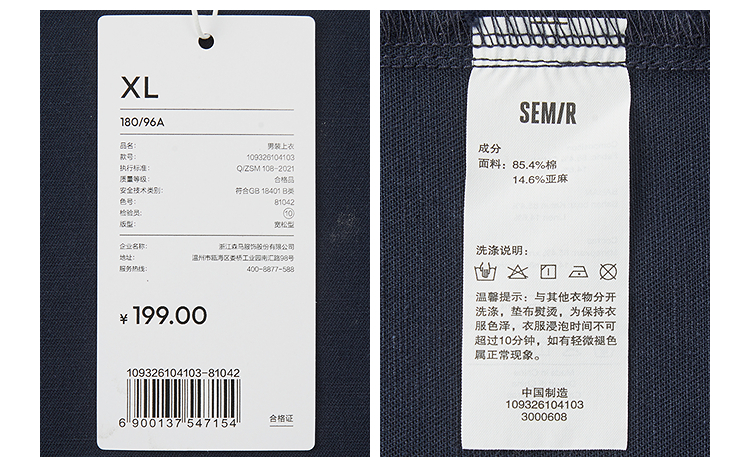 XL
180/96A
品名: 男装上衣
款号: 109326104103
执行标准: Q/ZSM 108-2021
质量等级: 合格品
安全技术类别: 符合GB 18401 B类
色号: 81042
检验员: 10
版型: 宽松型
企业名称: 浙江森马服饰股份有限公司
地址: 温州市瓯海区娄桥工业园南汇路98号
服务热线: 400-8877-588
¥ 199.00
109326104103-81042
6 900137 547154
合格证
SEMIR
成分
面料: 85.4%棉
14.6%亚麻
洗涤说明:
温馨提示: 与其他衣物分开
洗涤, 垫布熨烫, 为保持衣
服色泽, 衣服浸泡时间不可
超过10分钟, 如有轻微褪色
属正常现象。
中国制造
109326104103
3000608